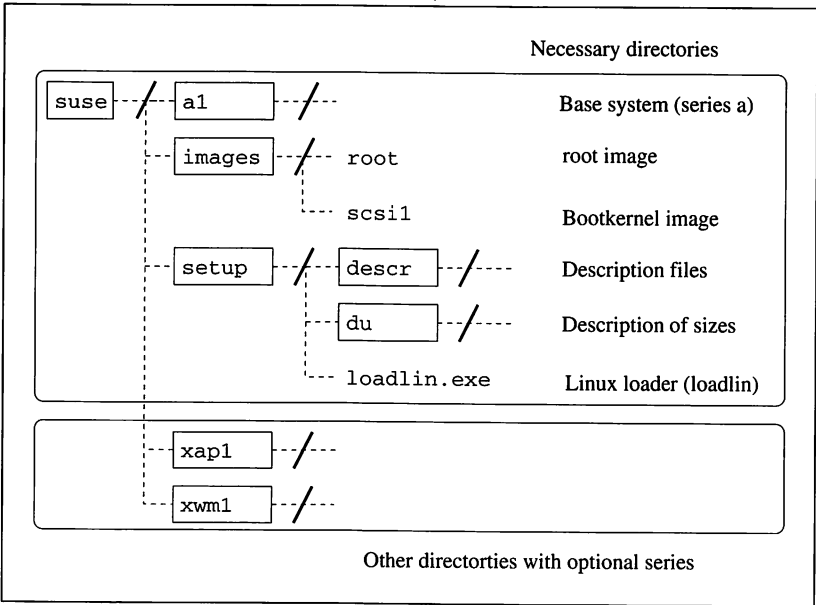 Necessary directories
suse a1 Base system (series a)
images root root image
scsi1 Bootkernel image
setup descr Description files
du Description of sizes
loadlin.exe Linux loader (loadlin)
xap1
xwm1
Other directorties with optional series